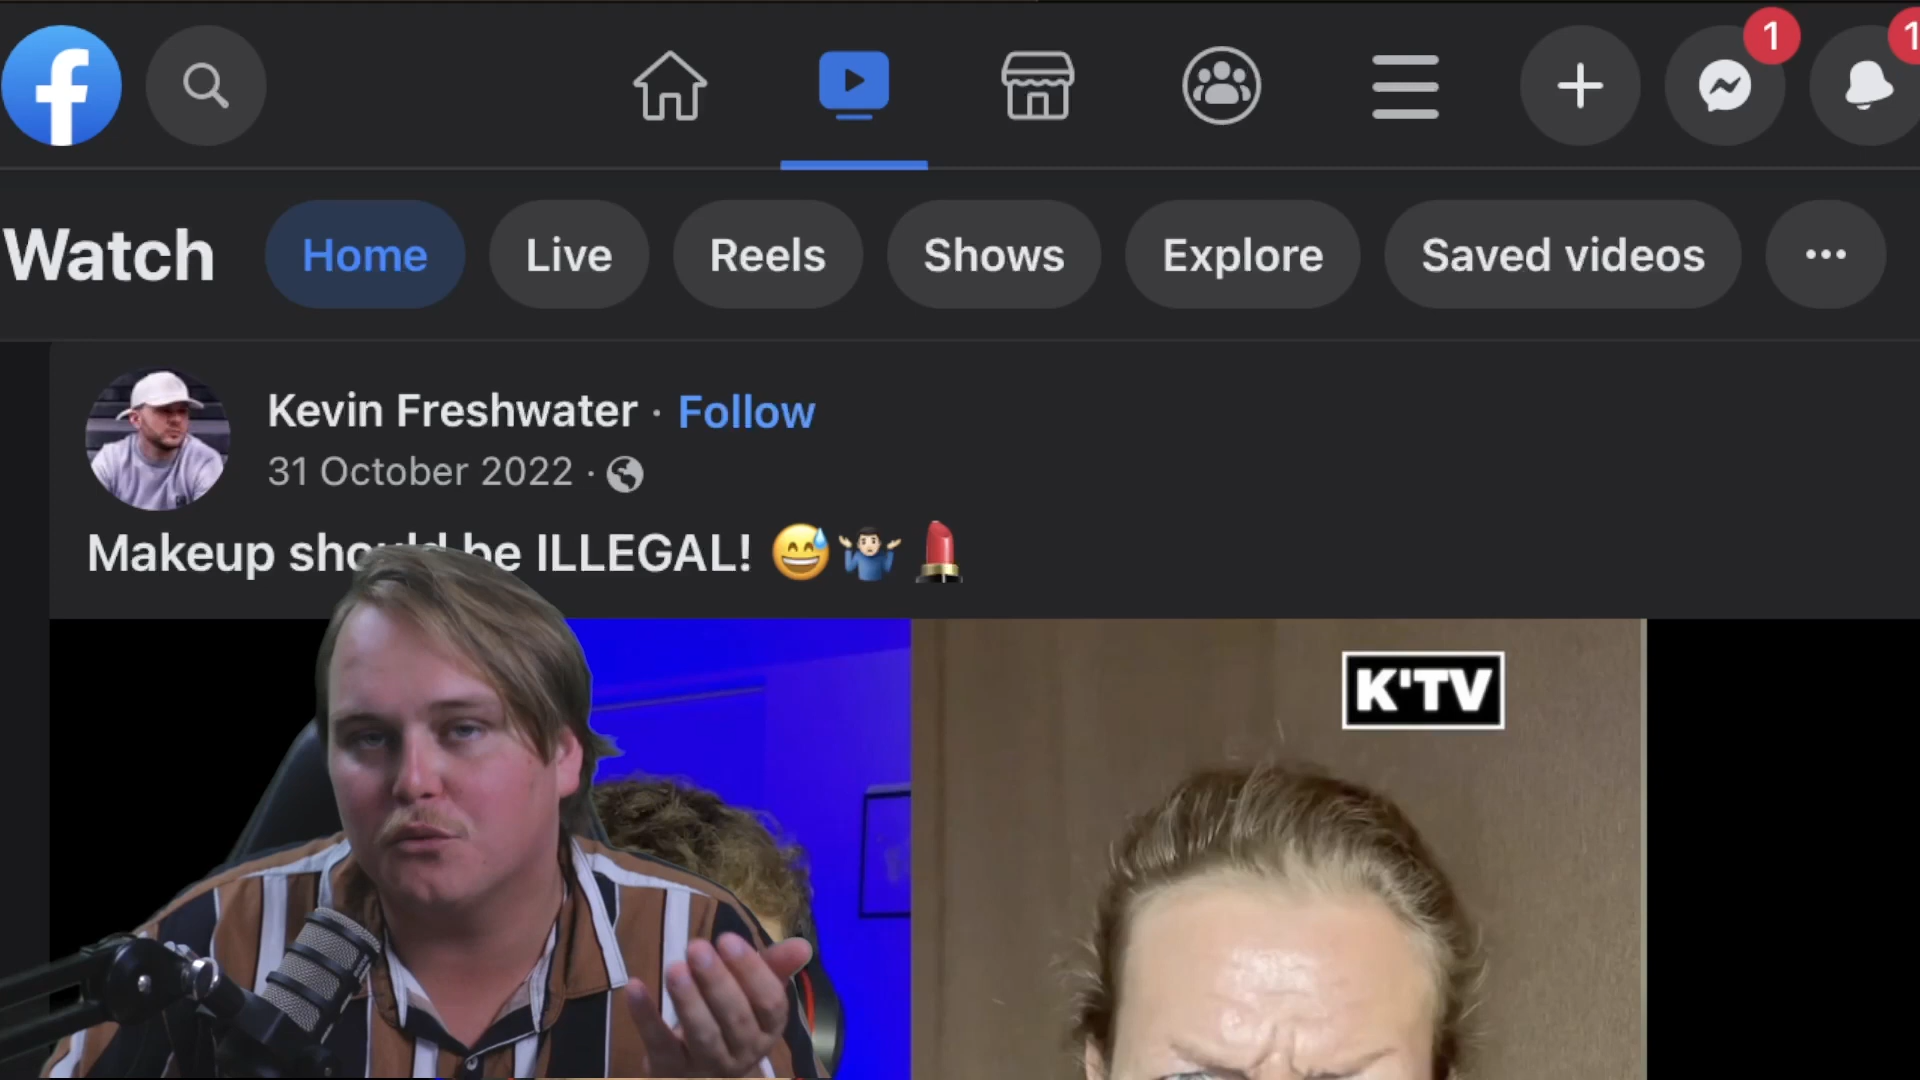 f
1
1
Watch
Home
Live
Reels
Shows
Explore
Saved videos
Kevin Freshwater · Follow
31 October 2022 ·
Makeup should be ILLEGAL! 😅🤷🏻‍♂️💄
K'TV